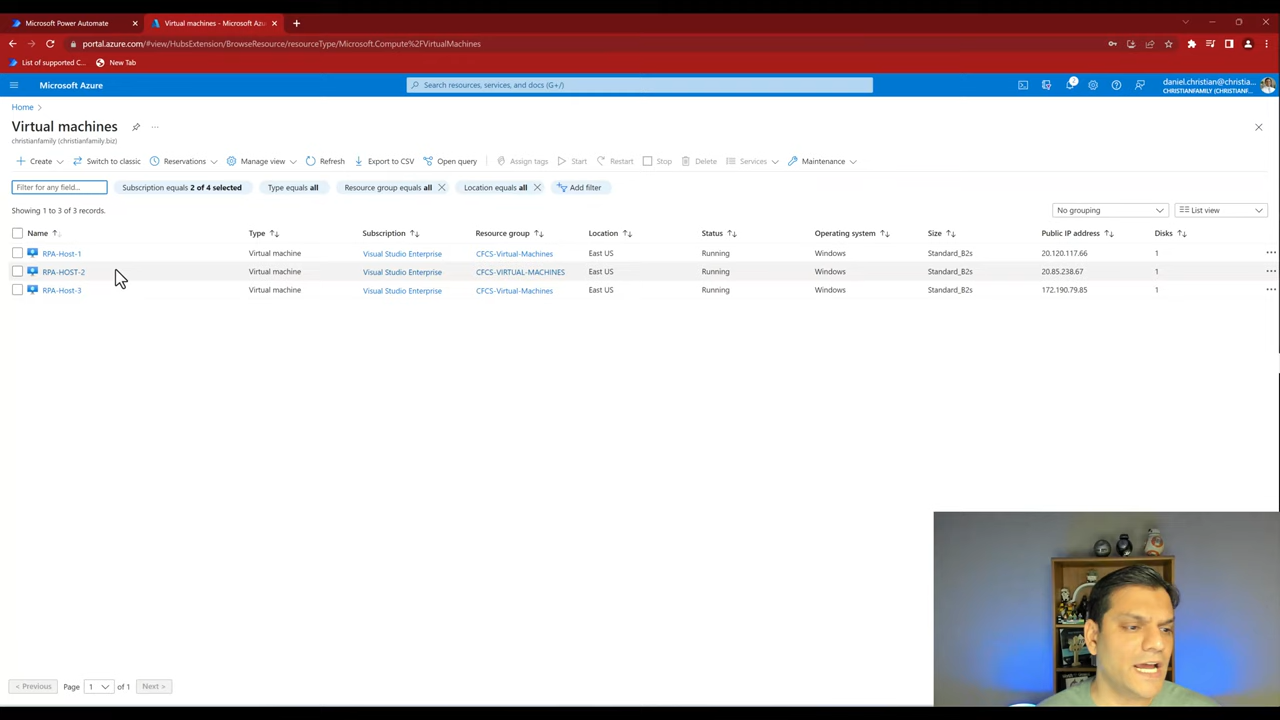 Microsoft Power Automate
Virtual machines - Microsoft Azu
portal.azure.com/#view/HubsExtension/BrowseResource/resourceType/Microsoft.Compute%2FVirtualMachines
List of supported C... New Tab
Microsoft Azure
Search resources, services, and docs (G+/)
daniel.christian@christia...
CHRISTIANFAMILY (CHRISTIANF...
Home >
Virtual machines
christianfamily (christianfamily.biz)
Create Switch to classic Reservations Manage view Refresh Export to CSV Open query Assign tags Start Restart Stop Delete Services Maintenance
Filter for any field... Subscription equals 2 of 4 selected Type equals all Resource group equals all Location equals all Add filter
Showing 1 to 3 of 3 records.
No grouping List view
Name Type Subscription Resource group Location Status Operating system Size Public IP address Disks
RPA-Host-1 Virtual machine Visual Studio Enterprise CFCS-Virtual-Machines East US Running Windows Standard_B2s 20.120.117.66 1
RPA-HOST-2 Virtual machine Visual Studio Enterprise CFCS-VIRTUAL-MACHINES East US Running Windows Standard_B2s 20.85.238.67 1
RPA-Host-3 Virtual machine Visual Studio Enterprise CFCS-Virtual-Machines East US Running Windows Standard_B2s 172.190.79.85 1
< Previous Page 1 of 1 Next >